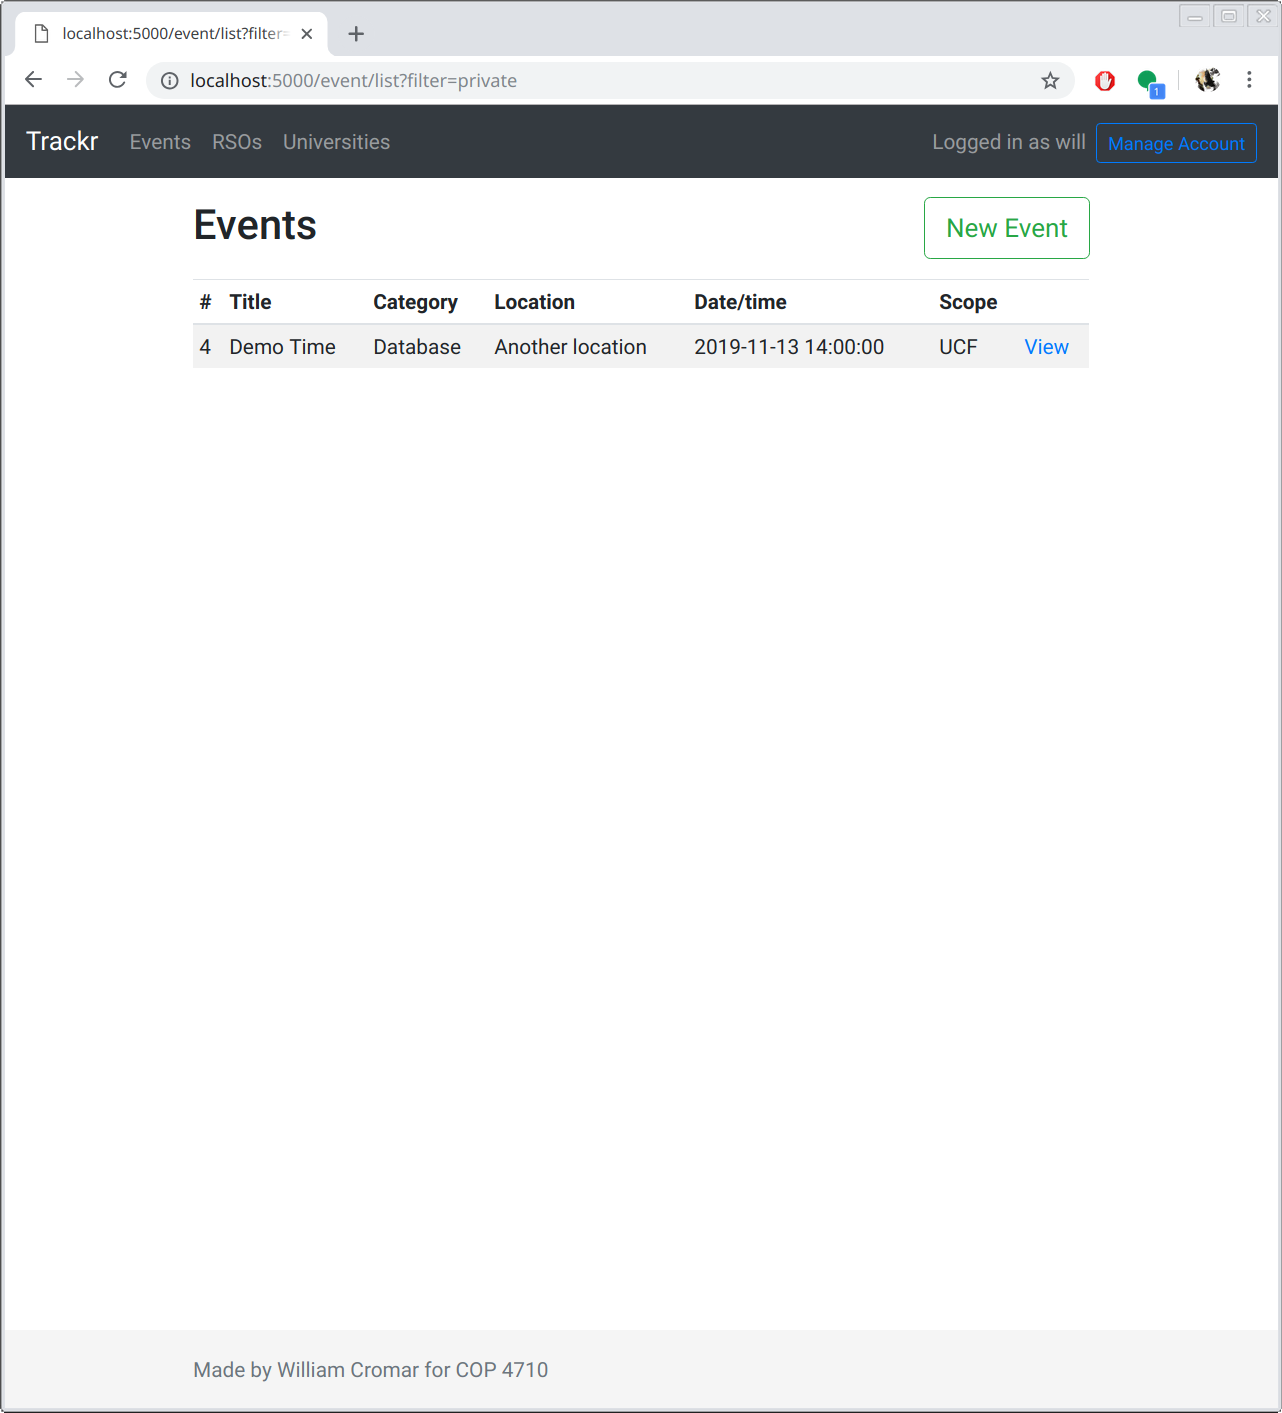 localhost:5000/event/list?filter=
localhost:5000/event/list?filter=private
1
Trackr Events RSOs Universities Logged in as will Manage Account
Events New Event
# Title Category Location Date/time Scope
4 Demo Time Database Another location 2019-11-13 14:00:00 UCF View
Made by William Cromar for COP 4710